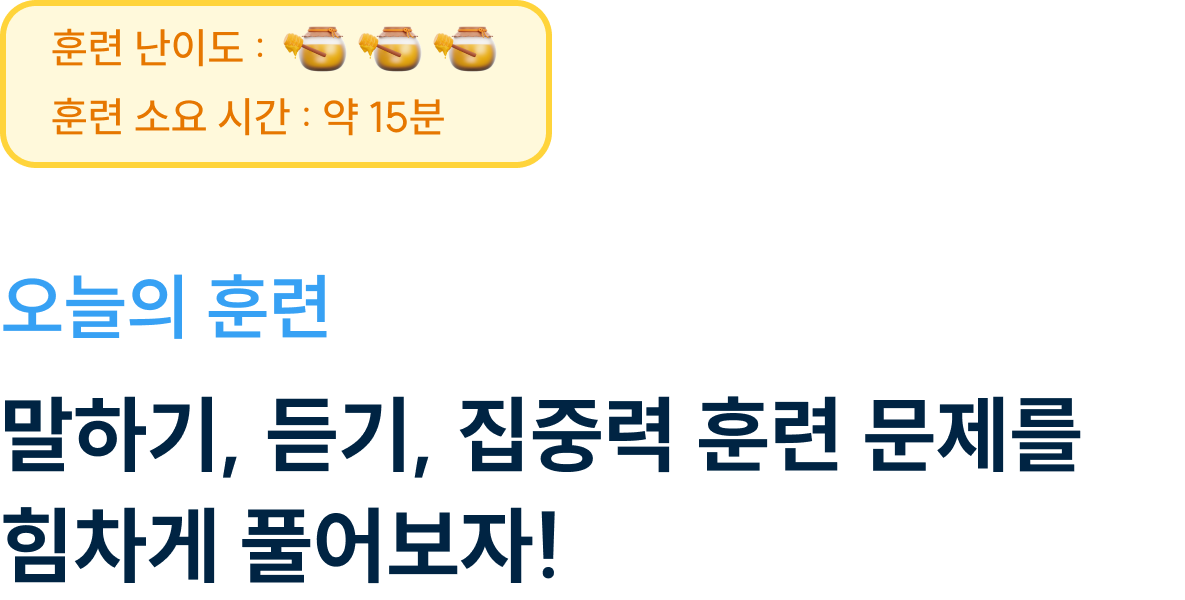 훈련 난이도 : 🍯🍯🍯
훈련 소요 시간 : 약 15분
오늘의 훈련
말하기, 듣기, 집중력 훈련 문제를
힘차게 풀어보자!